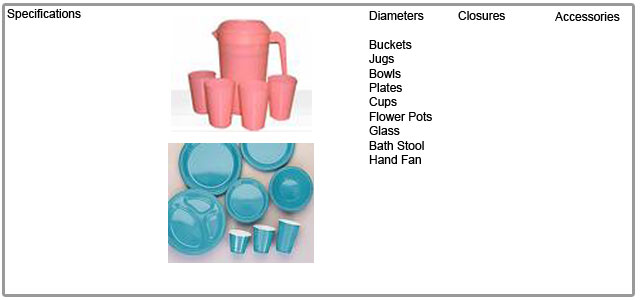 Specifications
Diameters
Closures
Accessories
Buckets
Jugs
Bowls
Plates
Cups
Flower Pots
Glass
Bath Stool
Hand Fan